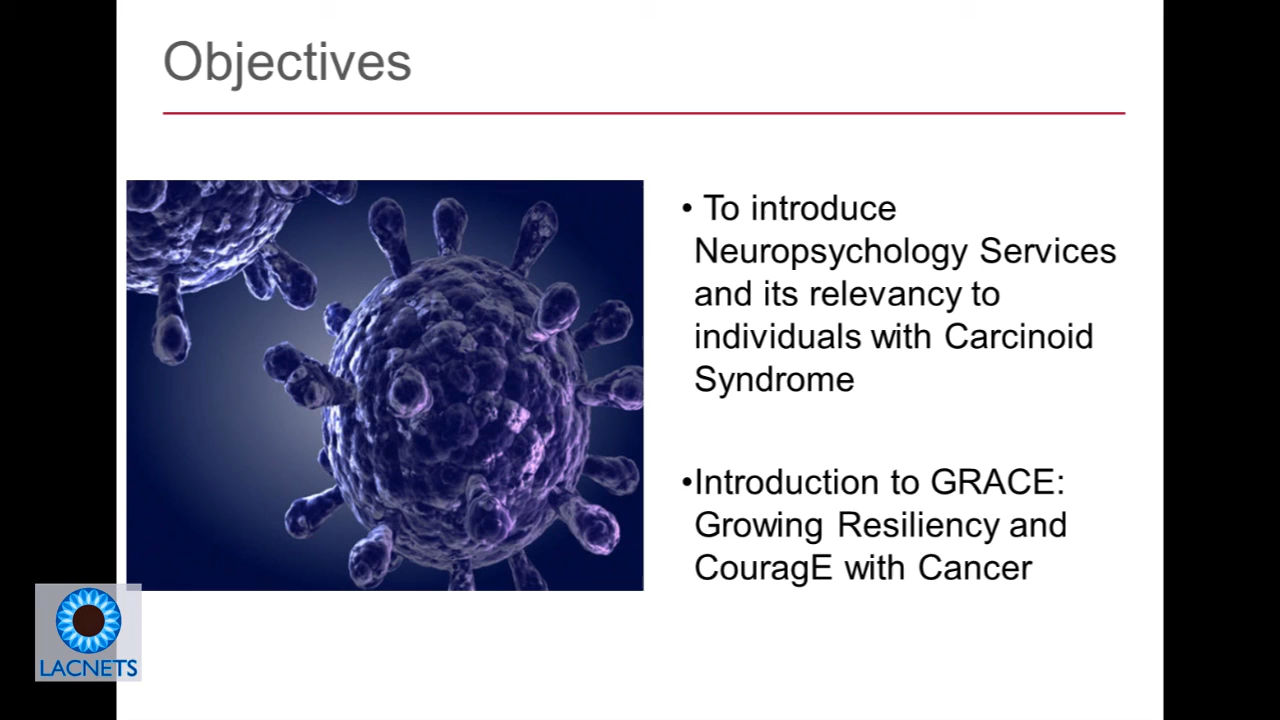 Objectives
• To introduce
Neuropsychology Services
and its relevancy to
individuals with Carcinoid
Syndrome
•Introduction to GRACE:
Growing Resiliency and
CouragE with Cancer
LACNETS